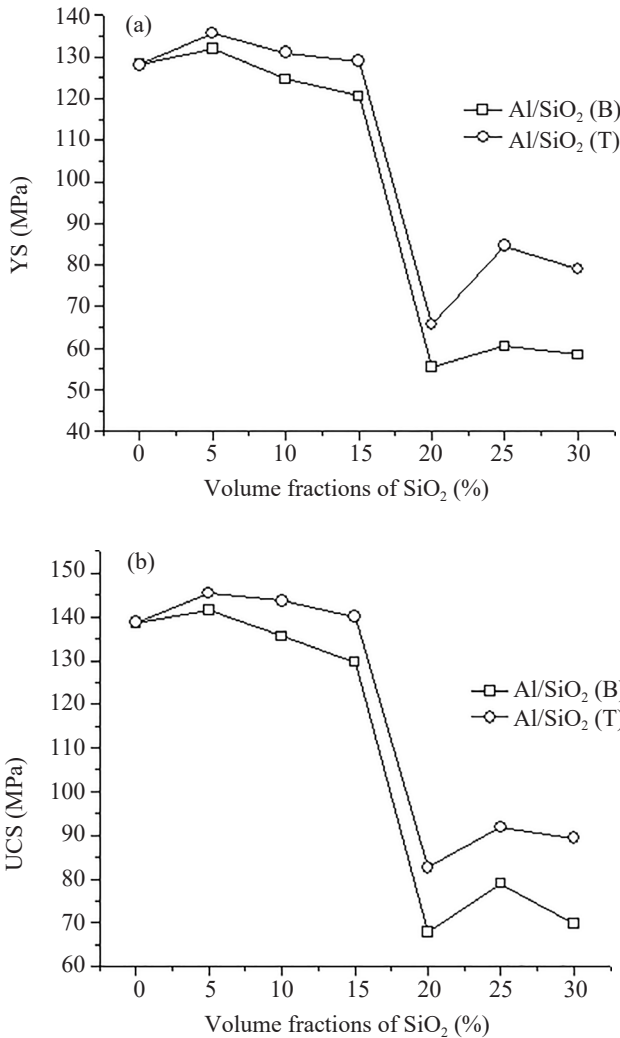 (a)
140
130
120
110
100
90
80
70
60
50
40
YS (MPa)
Al/SiO₂ (B)
Al/SiO₂ (T)
0 5 10 15 20 25 30
Volume fractions of SiO₂ (%)
(b)
150
140
130
120
110
100
90
80
70
60
UCS (MPa)
Al/SiO₂ (B)
Al/SiO₂ (T)
0 5 10 15 20 25 30
Volume fractions of SiO₂ (%)